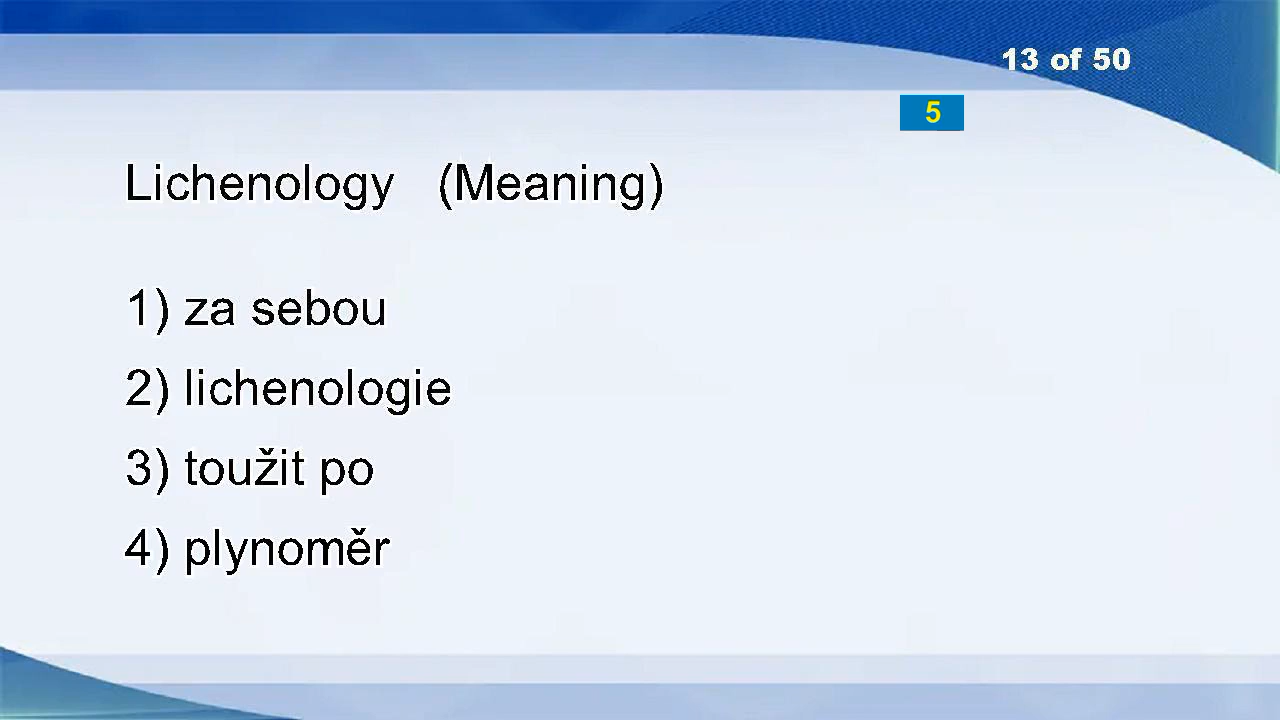 13 of 50
5
Lichenology (Meaning)
1) za sebou
2) lichenologie
3) toužit po
4) plynoměr